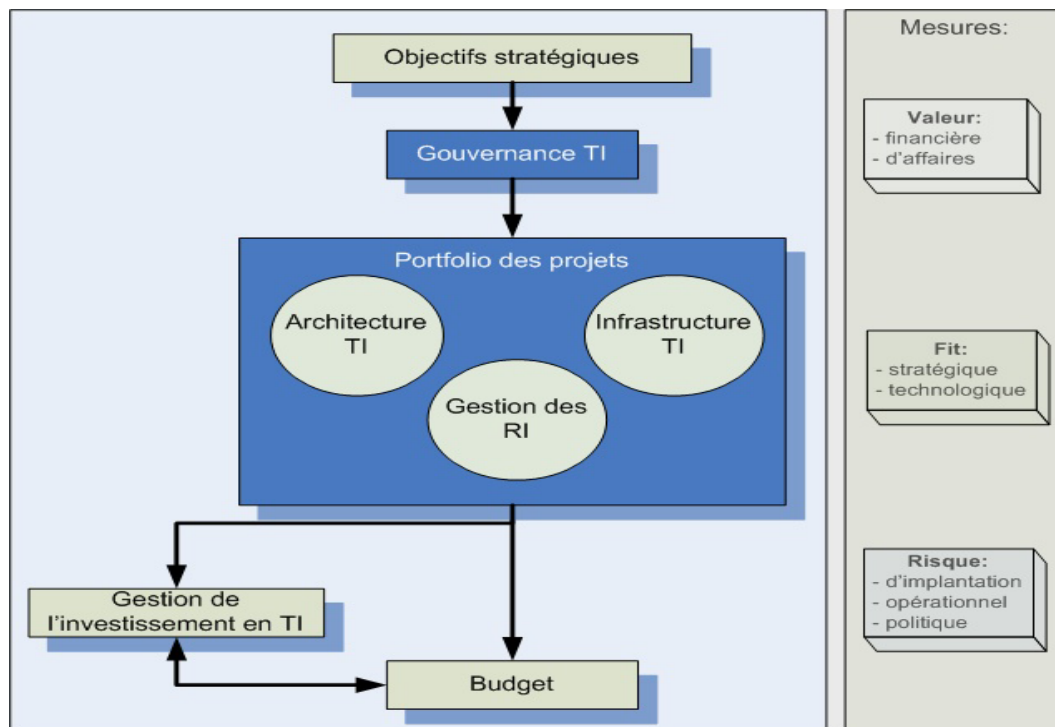 Objectifs stratégiques
Gouvernance TI
Portfolio des projets
Architecture
TI
Infrastructure
TI
Gestion des
RI
Gestion de
l'investissement en TI
Budget
Mesures:
Valeur:
- financière
- d'affaires
Fit:
- stratégique
- technologique
Risque:
- d'implantation
- opérationnel
- politique